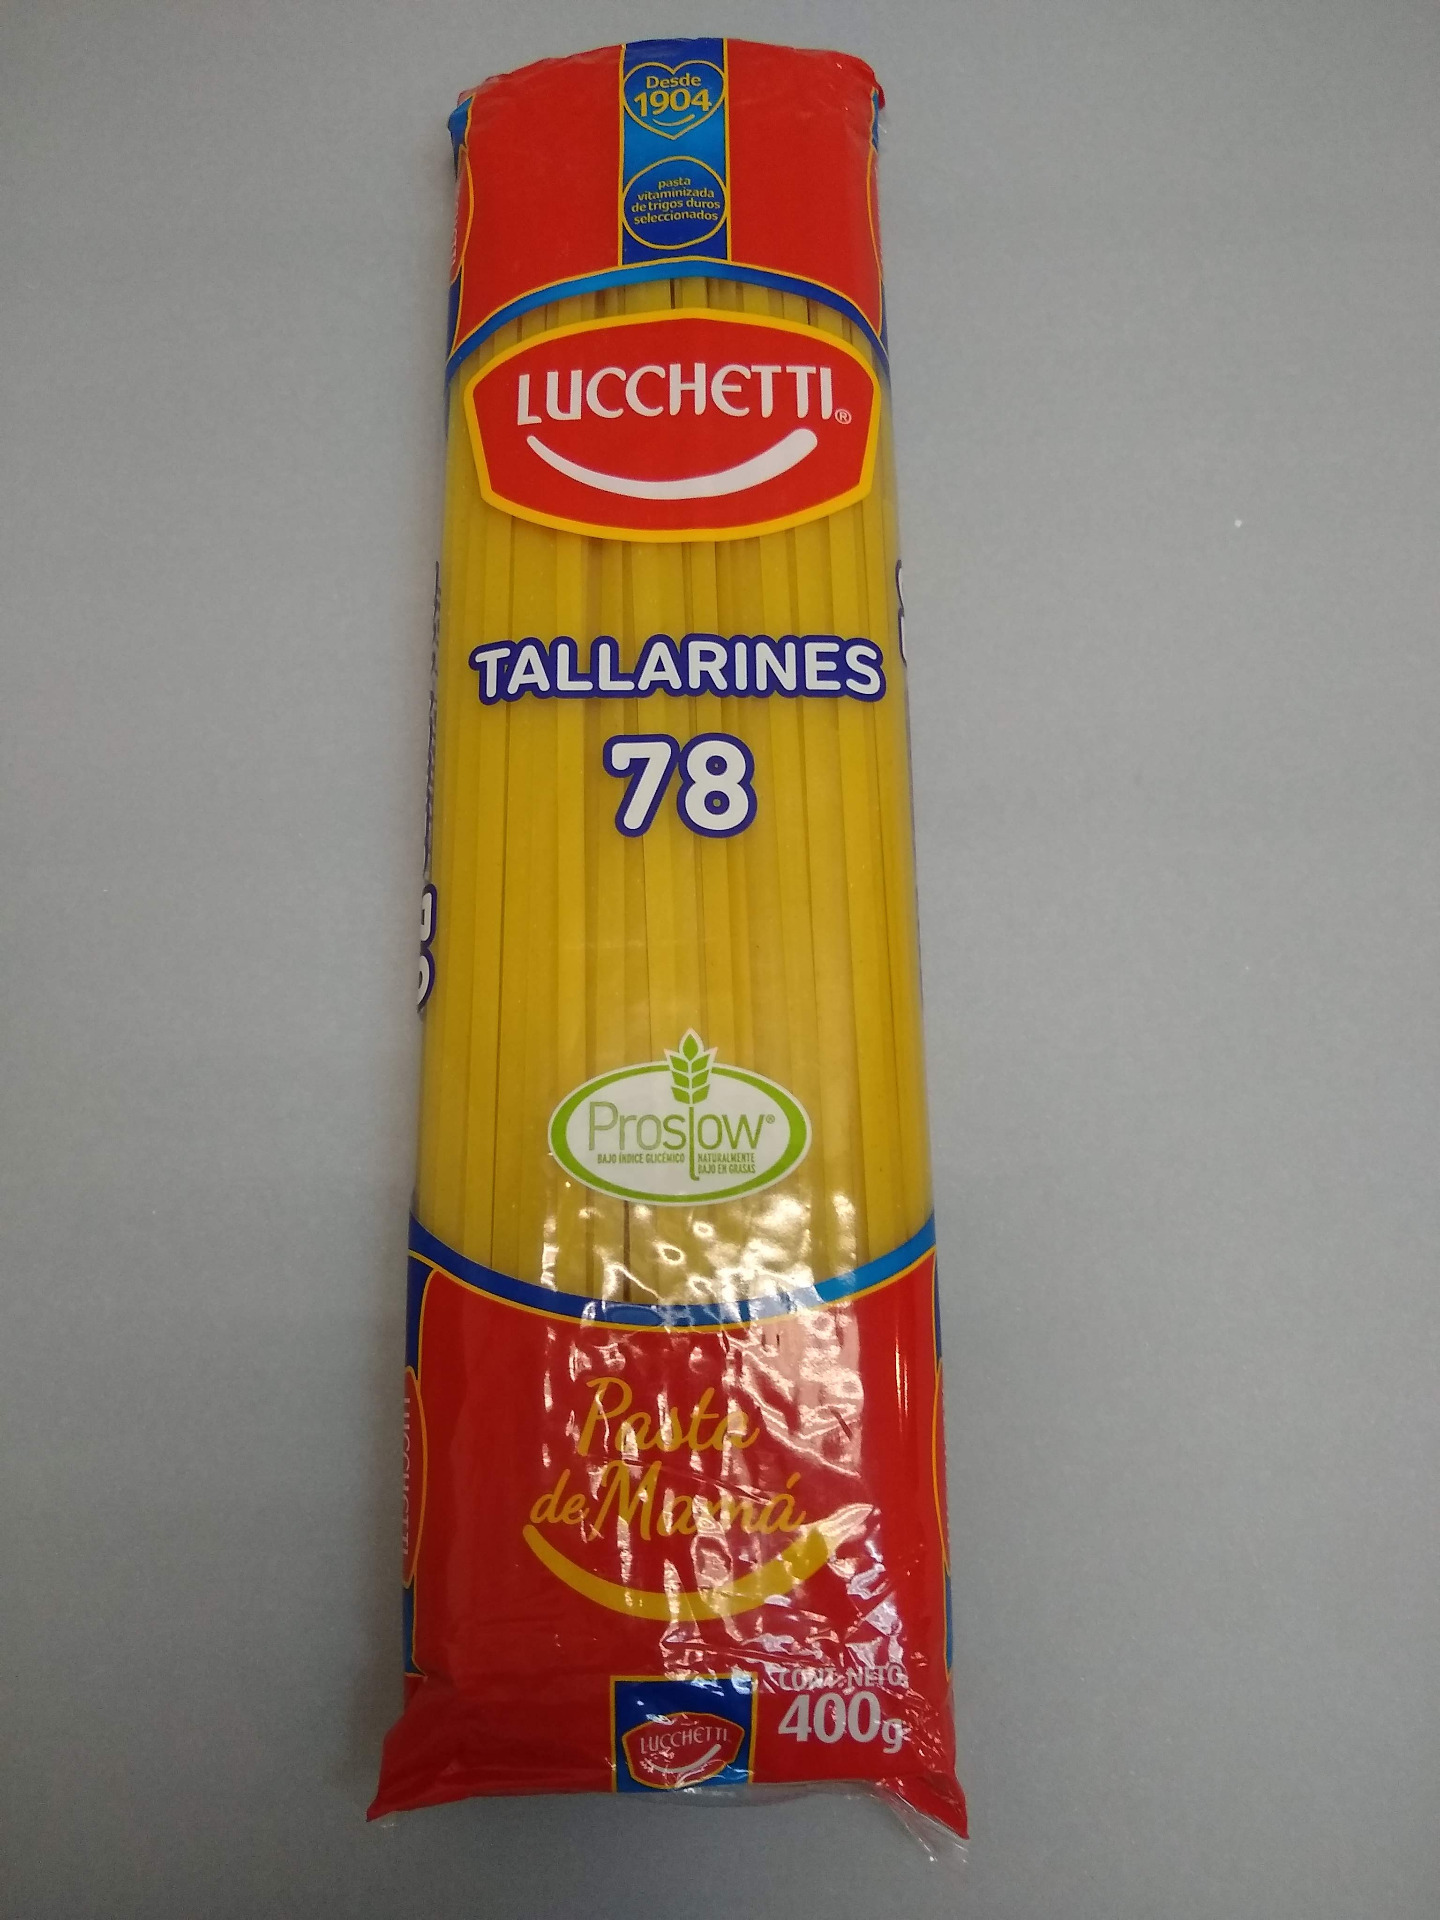 Desde
1904
pasta
vitaminizada
de trigos duros
seleccionados
LUCCHETTI®
TALLARINES
78
Proslow®
BAJO ÍNDICE GLICÉMICO
NATURALMENTE
BAJO EN GRASAS
Pasta
de Mamá
CONT. NETO
400g
LUCCHETTI
LUCCHETTI